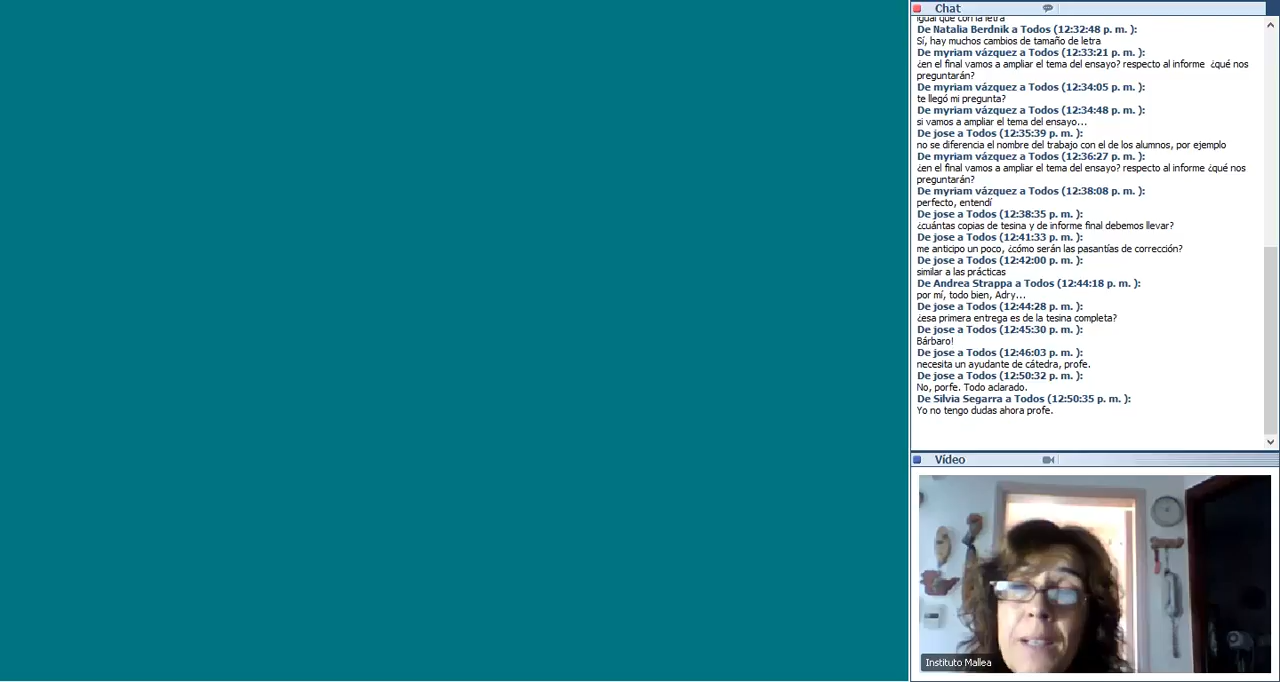 Chat
igual que con la letra
De Natalia Berdnik a Todos (12:32:48 p. m. ):
Sí, hay muchos cambios de tamaño de letra
De myriam vázquez a Todos (12:33:21 p. m. ):
¿en el final vamos a ampliar el tema del ensayo? respecto al informe  ¿qué nos
preguntarán?
De myriam vázquez a Todos (12:34:05 p. m. ):
te llegó mi pregunta?
De myriam vázquez a Todos (12:34:48 p. m. ):
si vamos a ampliar el tema del ensayo...
De jose a Todos (12:35:39 p. m. ):
no se diferencia el nombre del trabajo con el de los alumnos, por ejemplo
De myriam vázquez a Todos (12:36:27 p. m. ):
¿en el final vamos a ampliar el tema del ensayo? respecto al informe ¿qué nos
preguntarán?
De myriam vázquez a Todos (12:38:08 p. m. ):
perfecto, entendí
De jose a Todos (12:38:35 p. m. ):
¿cuántas copias de tesina y de informe final debemos llevar?
De jose a Todos (12:41:33 p. m. ):
me anticipo un poco, ¿cómo serán las pasantías de corrección?
De jose a Todos (12:42:00 p. m. ):
similar a las prácticas
De Andrea Strappa a Todos (12:44:18 p. m. ):
por mí, todo bien, Adry...
De jose a Todos (12:44:28 p. m. ):
¿esa primera entrega es de la tesina completa?
De jose a Todos (12:45:30 p. m. ):
Bárbaro!
De jose a Todos (12:46:03 p. m. ):
necesita un ayudante de cátedra, profe.
De jose a Todos (12:50:32 p. m. ):
No, porfe. Todo aclarado.
De Silvia Segarra a Todos (12:50:35 p. m. ):
Yo no tengo dudas ahora profe.
Vídeo
Instituto Mallea